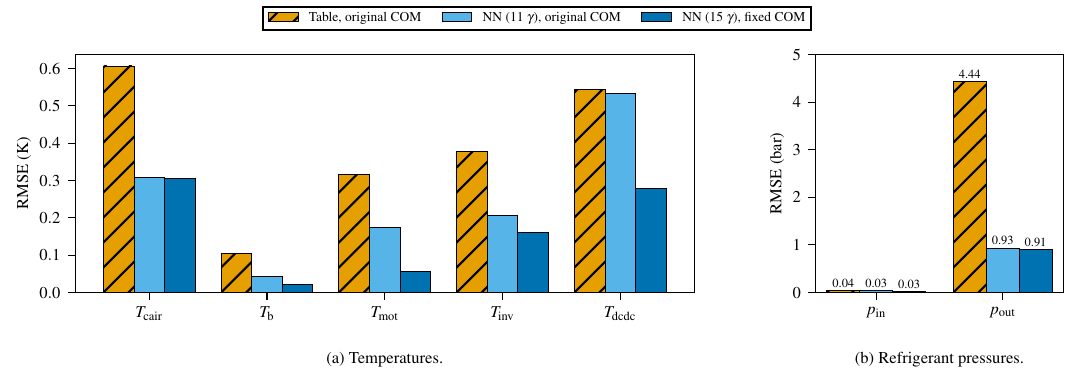 Table, original COM NN (11 γ), original COM NN (15 γ), fixed COM
RMSE (K)
0.6
0.5
0.4
0.3
0.2
0.1
0.0
T_cair T_b T_mot T_inv T_dcdc
(a) Temperatures.
RMSE (bar)
5
4
3
2
1
0
4.44
0.93 0.91
0.04 0.03 0.03
p_in p_out
(b) Refrigerant pressures.